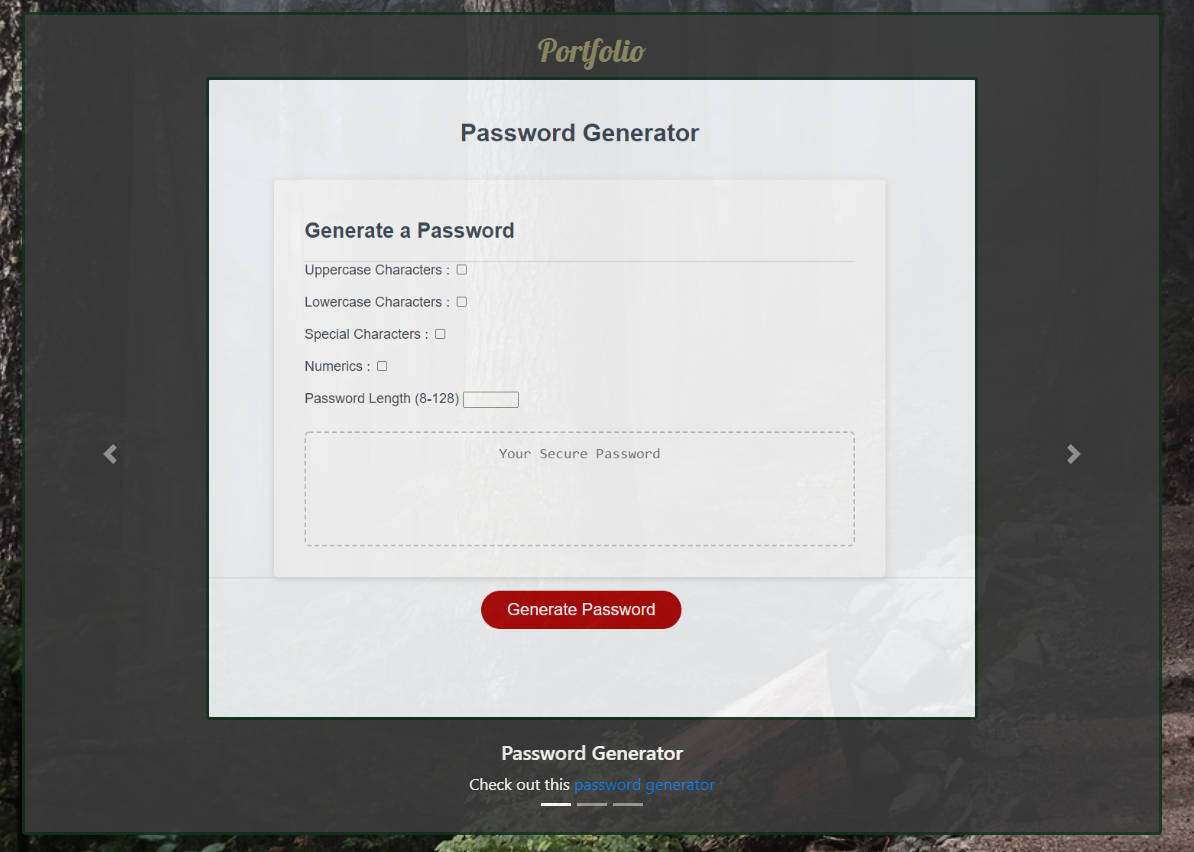 Portfolio
Password Generator
Generate a Password
Uppercase Characters :
Lowercase Characters :
Special Characters :
Numerics :
Password Length (8-128)
Your Secure Password
Generate Password
Password Generator
Check out this password generator